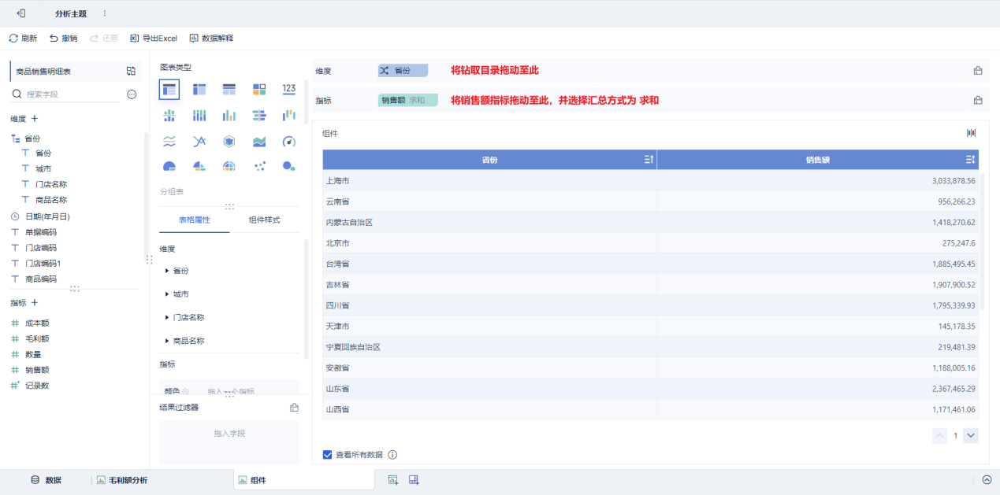 分析主题
刷新 撤销 还原 导出Excel 数据解释
商品销售明细表
搜索字段
维度
省份
省份
城市
门店名称
商品名称
日期(年月日)
单据编码
门店编码
门店编码1
商品编码
指标
成本额
毛利额
数量
销售额
记录数
图表类型
123
分组表
表格属性 组件样式
维度
省份
城市
门店名称
商品名称
指标
颜色 拖入一个指标
结果过滤器
拖入字段
维度 省份 将钻取目录拖动至此
指标 销售额 求和 将销售额指标拖动至此，并选择汇总方式为 求和
组件
省份 销售额
上海市 3,033,878.56
云南省 956,266.23
内蒙古自治区 1,418,270.62
北京市 275,247.6
台湾省 1,885,495.45
吉林省 1,907,900.52
四川省 1,795,339.93
天津市 145,178.35
宁夏回族自治区 219,481.39
安徽省 1,188,005.16
山东省 2,367,465.29
山西省 1,171,461.06
1
查看所有数据
数据 毛利额分析 组件